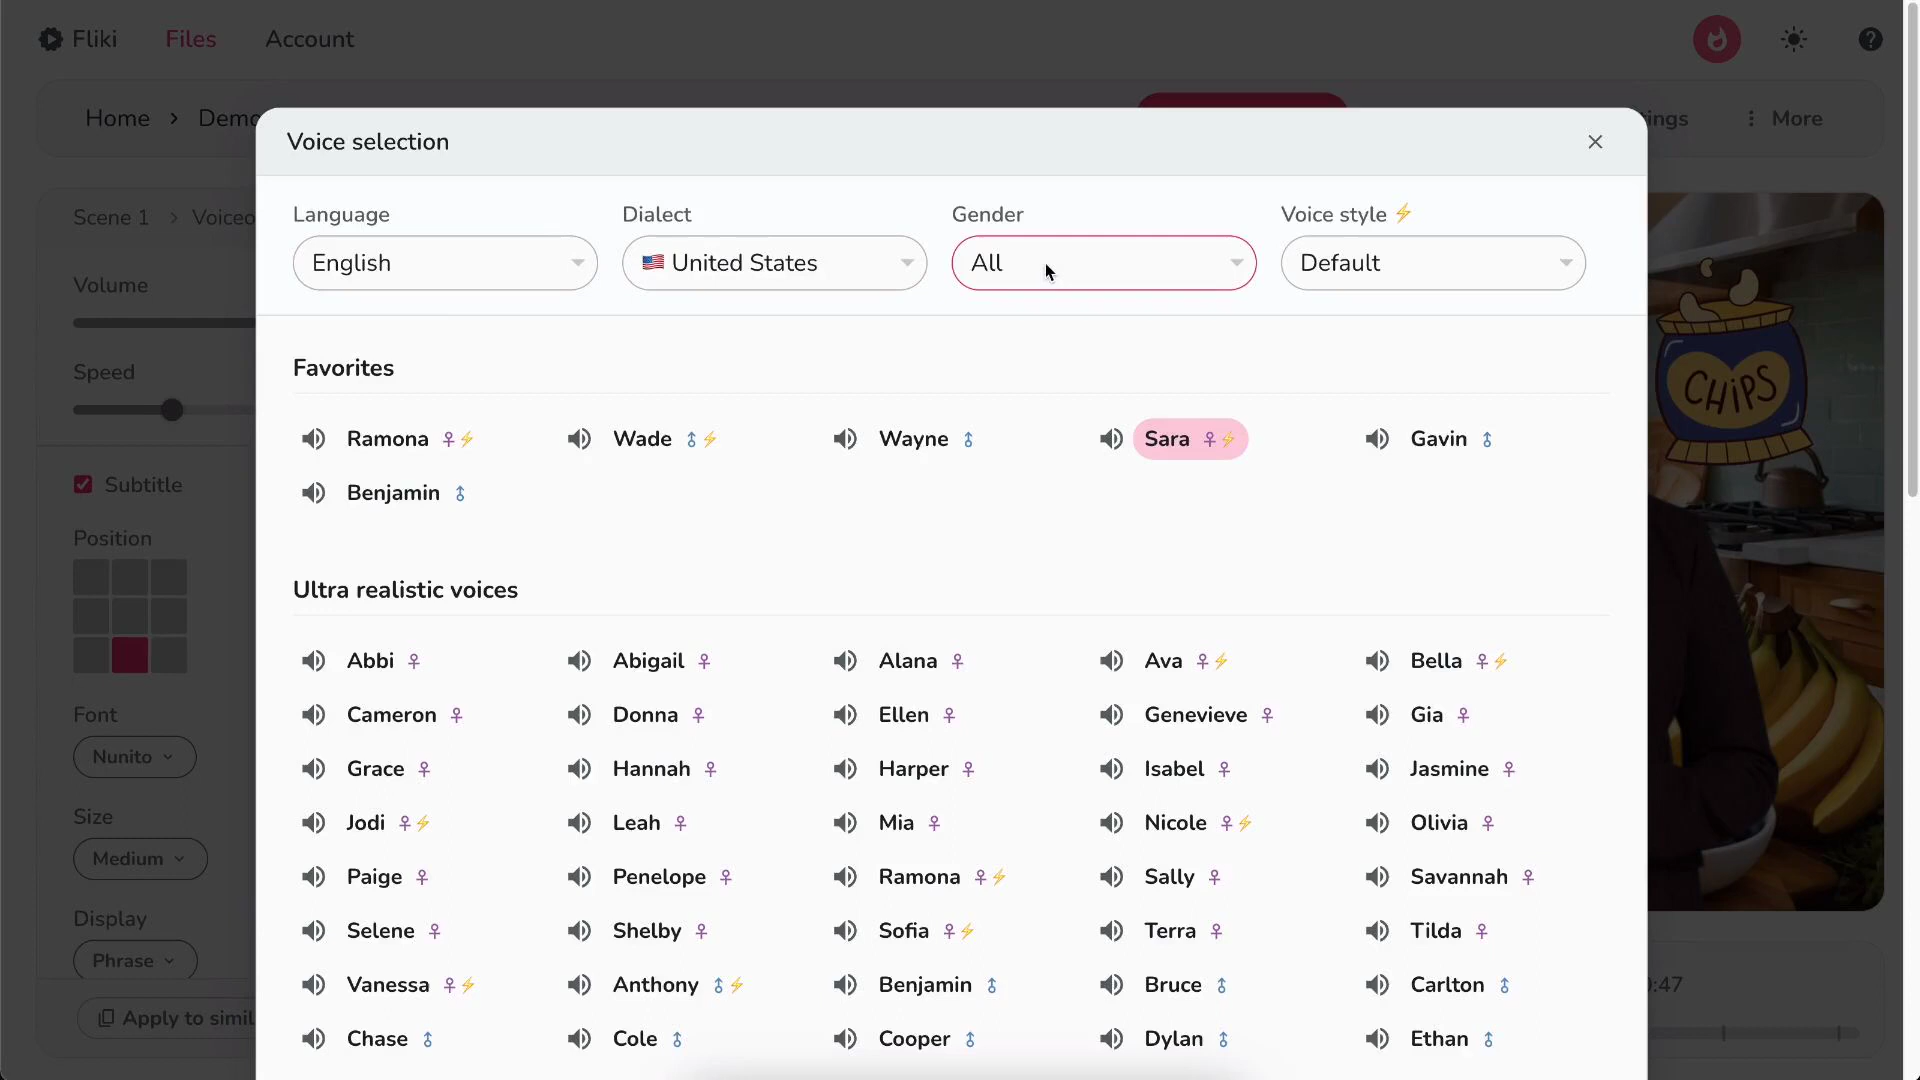 Fliki Files Account
Home > Demo ings More
Voice selection
Scene 1 > Voiceo
Language Dialect Gender Voice style
English United States All Default
Volume
Speed
Favorites
Ramona Wade Wayne Sara Gavin
Benjamin
CHiPS
Subtitle
Position
Ultra realistic voices
Abbi Abigail Alana Ava Bella
Cameron Donna Ellen Genevieve Gia
Font
Nunito
Grace Hannah Harper Isabel Jasmine
Size
Jodi Leah Mia Nicole Olivia
Medium
Paige Penelope Ramona Sally Savannah
Display
Selene Shelby Sofia Terra Tilda
Phrase
Vanessa Anthony Benjamin Bruce Carlton
:47
Apply to simil
Chase Cole Cooper Dylan Ethan